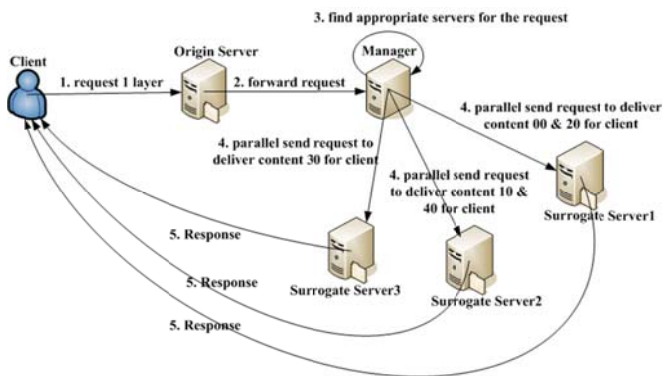 3. find appropriate servers for the request
Origin Server
Manager
Client
1. request 1 layer
2. forward request
4. parallel send request to deliver
content 00 & 20 for client
4. parallel send request to
deliver content 30 for client
4. parallel send request
to deliver content 10 &
40 for client
Surrogate Server1
5. Response
Surrogate Server3
5. Response
Surrogate Server2
5. Response